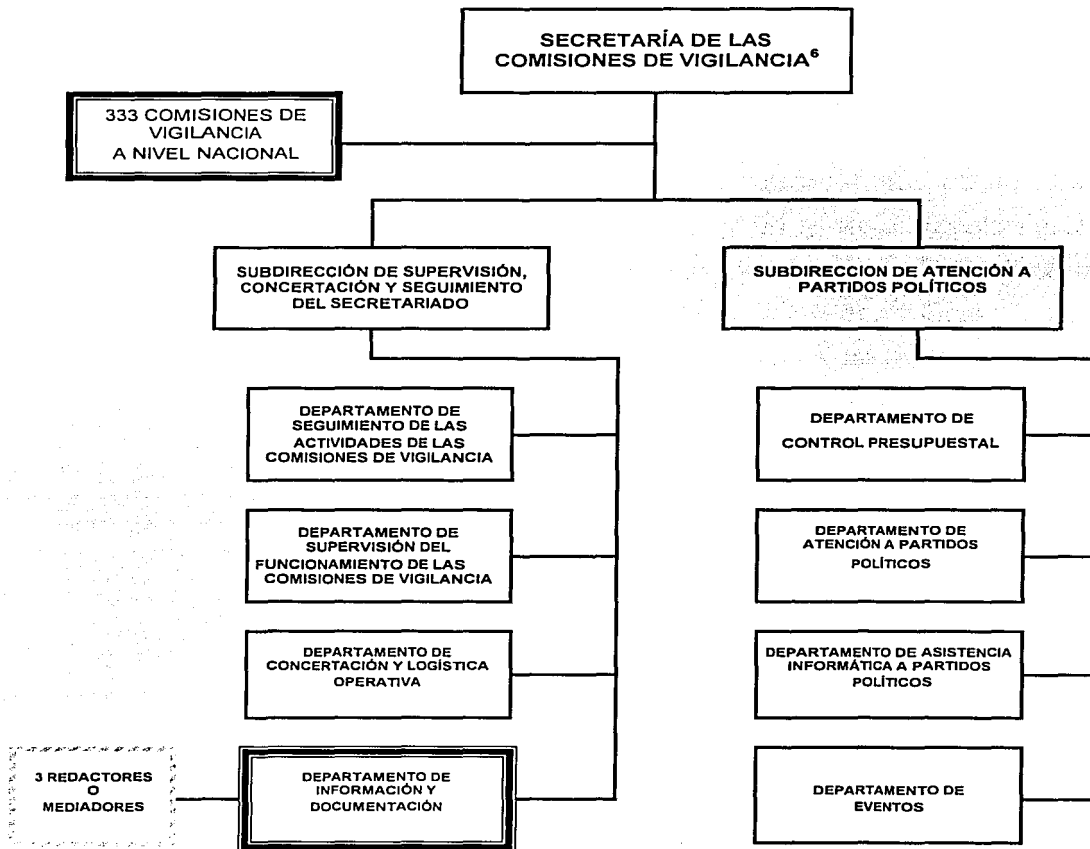 SECRETARÍA DE LAS
COMISIONES DE VIGILANCIA⁶
333 COMISIONES DE
VIGILANCIA
A NIVEL NACIONAL
SUBDIRECCIÓN DE SUPERVISIÓN,
CONCERTACIÓN Y SEGUIMIENTO
DEL SECRETARIADO
SUBDIRECCION DE ATENCIÓN A
PARTIDOS POLÍTICOS
DEPARTAMENTO DE
SEGUIMIENTO DE LAS
ACTIVIDADES DE LAS
COMISIONES DE VIGILANCIA
DEPARTAMENTO DE
CONTROL PRESUPUESTAL
DEPARTAMENTO DE
SUPERVISIÓN DEL
FUNCIONAMIENTO DE LAS
COMISIONES DE VIGILANCIA
DEPARTAMENTO DE
ATENCIÓN A PARTIDOS
POLÍTICOS
DEPARTAMENTO DE
CONCERTACIÓN Y LOGÍSTICA
OPERATIVA
DEPARTAMENTO DE ASISTENCIA
INFORMÁTICA A PARTIDOS
POLÍTICOS
3 REDACTORES
O
MEDIADORES
DEPARTAMENTO DE
INFORMACIÓN Y
DOCUMENTACIÓN
DEPARTAMENTO DE
EVENTOS